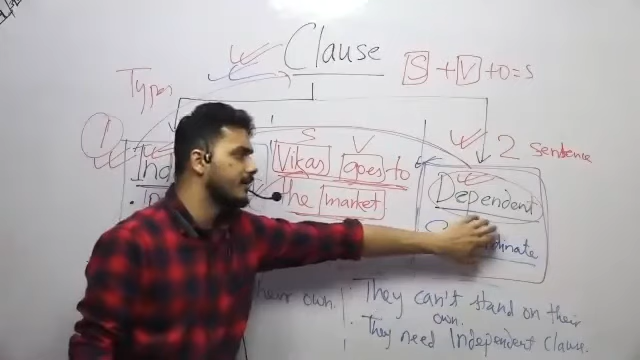 Clause
S + V + O = S
Types
1
S V
2 sentence
Vikas goes to
the market
Dependent
their own.
They can't stand on their
own.
They need Independent Clause.